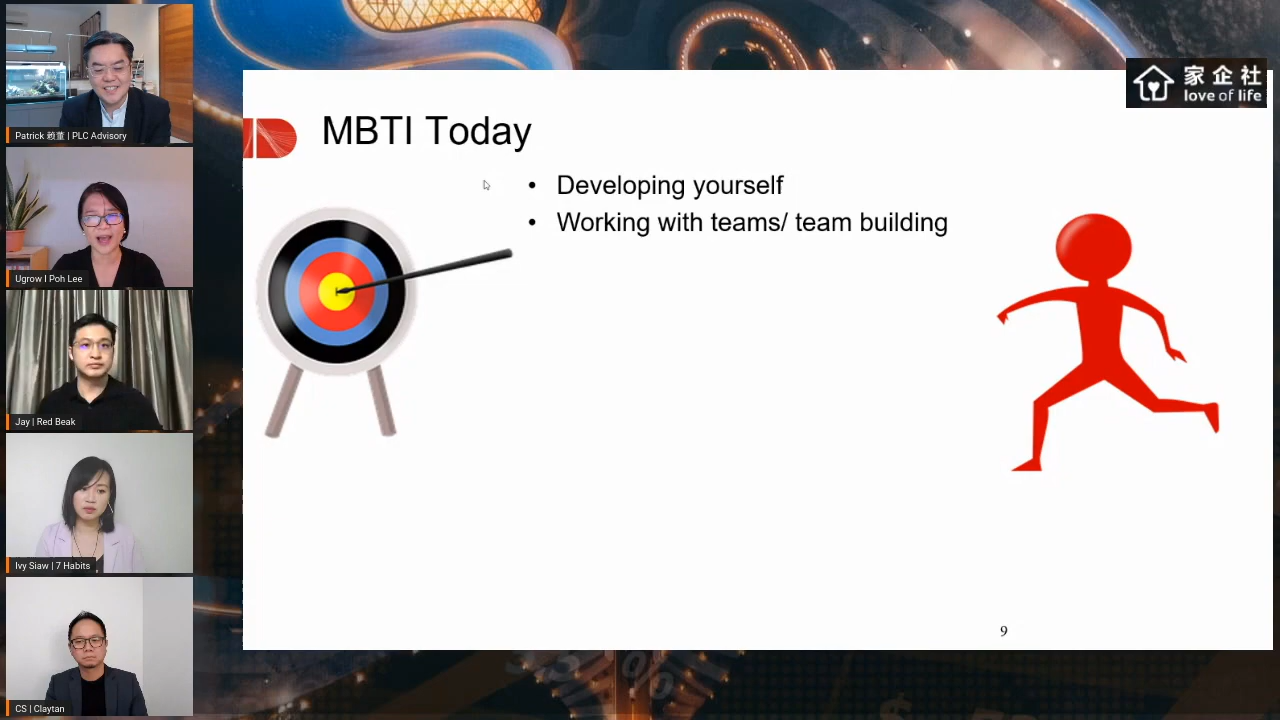 Patrick 赖董 | PLC Advisory
Ugrow I Poh Lee
Jay | Red Beak
Ivy Siaw | 7 Habits
CS | Claytan
家企社
love of life
MBTI Today
• Developing yourself
• Working with teams/ team building
9